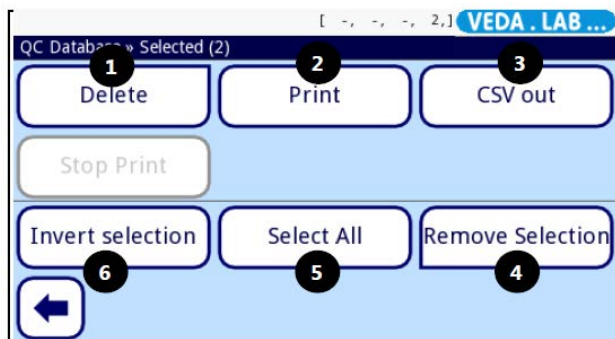 [ -, -, -, 2,] VEDA . LAB ...
QC Database » Selected (2)
1 2 3
Delete Print CSV out
Stop Print
Invert selection Select All Remove Selection
6 5 4